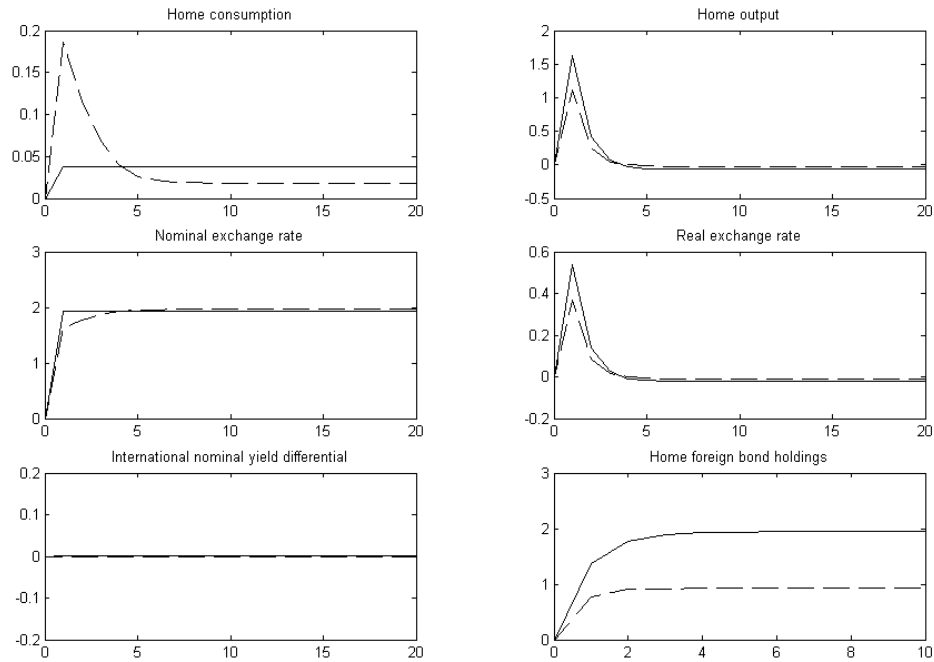 Home consumption
0.2
0.15
0.1
0.05
0
0 5 10 15 20
Home output
2
1.5
1
0.5
0
-0.5
0 5 10 15 20
Nominal exchange rate
3
2
1
0
0 5 10 15 20
Real exchange rate
0.6
0.4
0.2
0
-0.2
0 5 10 15 20
International nominal yield differential
0.2
0.1
0
-0.1
-0.2
0 5 10 15 20
Home foreign bond holdings
3
2
1
0
0 2 4 6 8 10